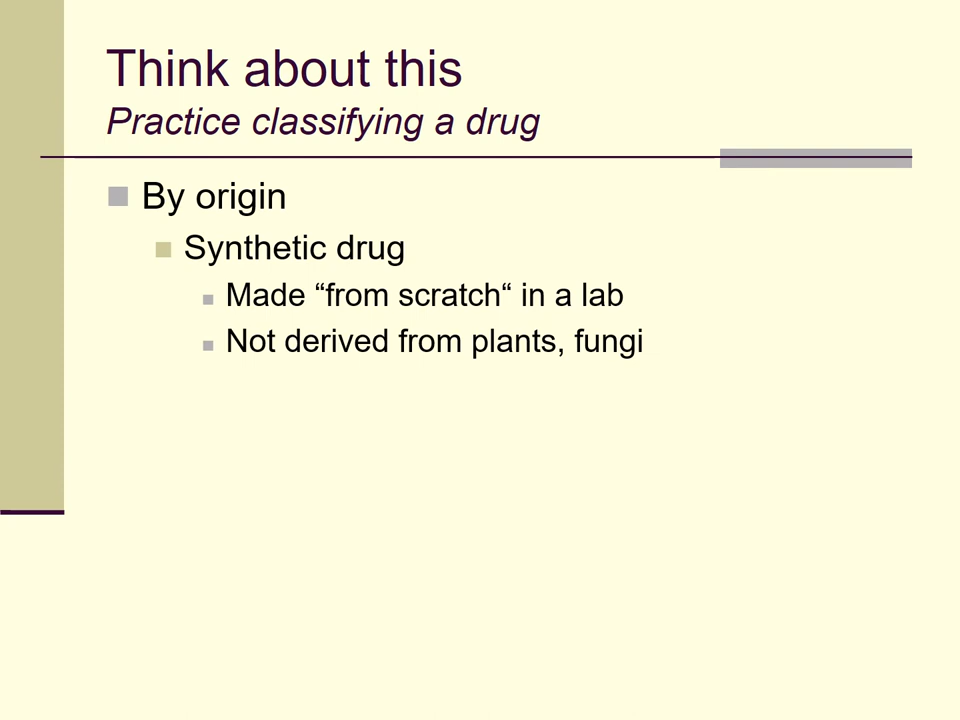 Think about this
Practice classifying a drug
By origin
Synthetic drug
Made “from scratch“ in a lab
Not derived from plants, fungi